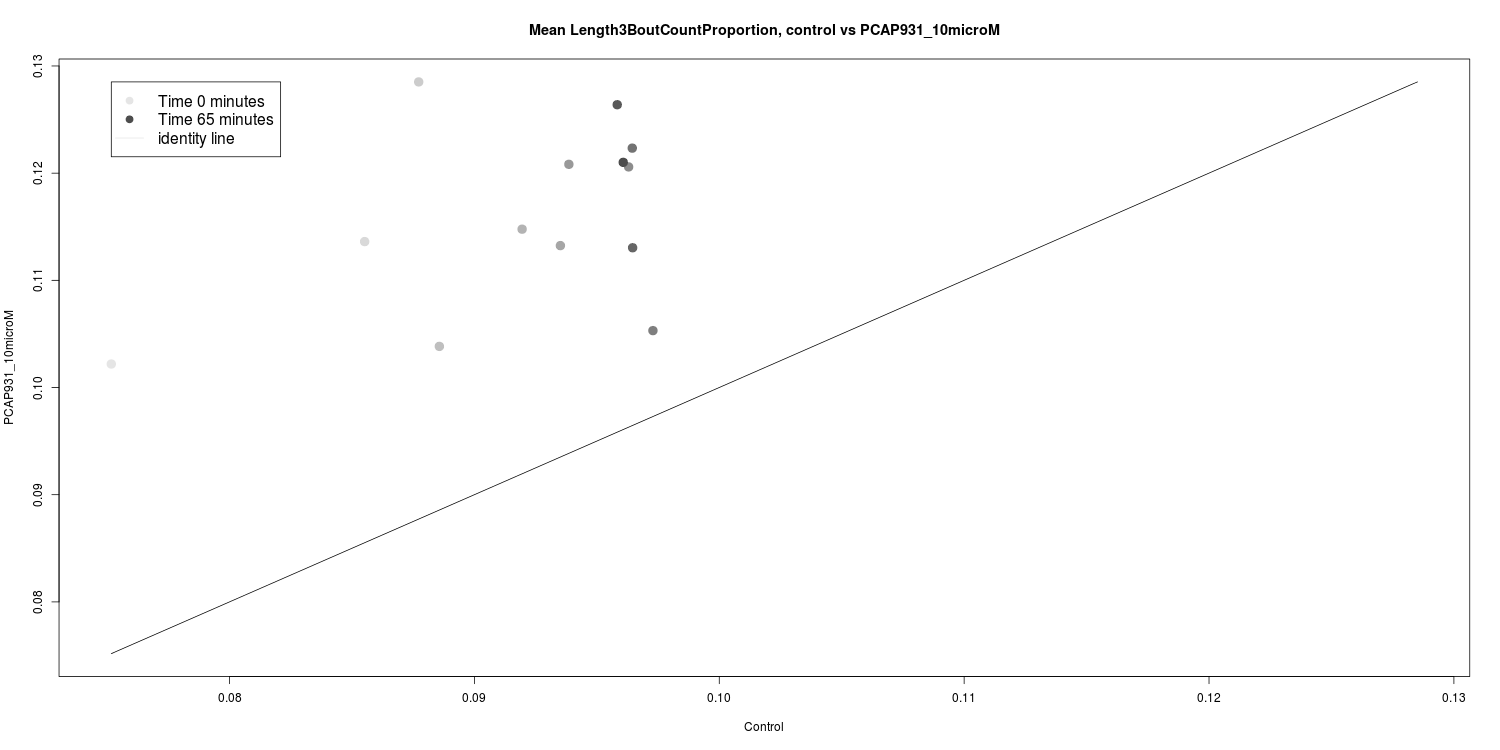 Mean Length3BoutCountProportion, control vs PCAP931_10microM
Time 0 minutes
Time 65 minutes
identity line
PCAP931_10microM
0.13
0.12
0.11
0.10
0.09
0.08
0.08 0.09 0.10 0.11 0.12 0.13
Control